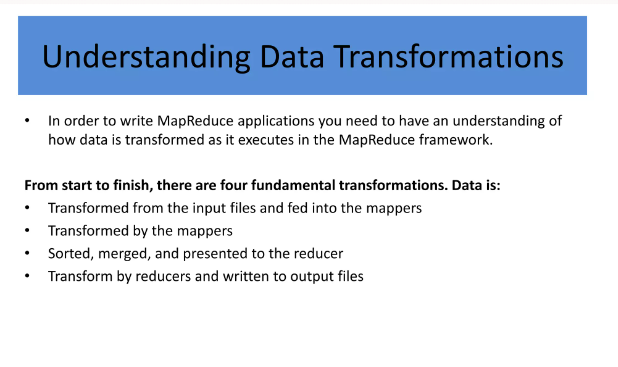 Understanding Data Transformations
• In order to write MapReduce applications you need to have an understanding of
how data is transformed as it executes in the MapReduce framework.
From start to finish, there are four fundamental transformations. Data is:
• Transformed from the input files and fed into the mappers
• Transformed by the mappers
• Sorted, merged, and presented to the reducer
• Transform by reducers and written to output files